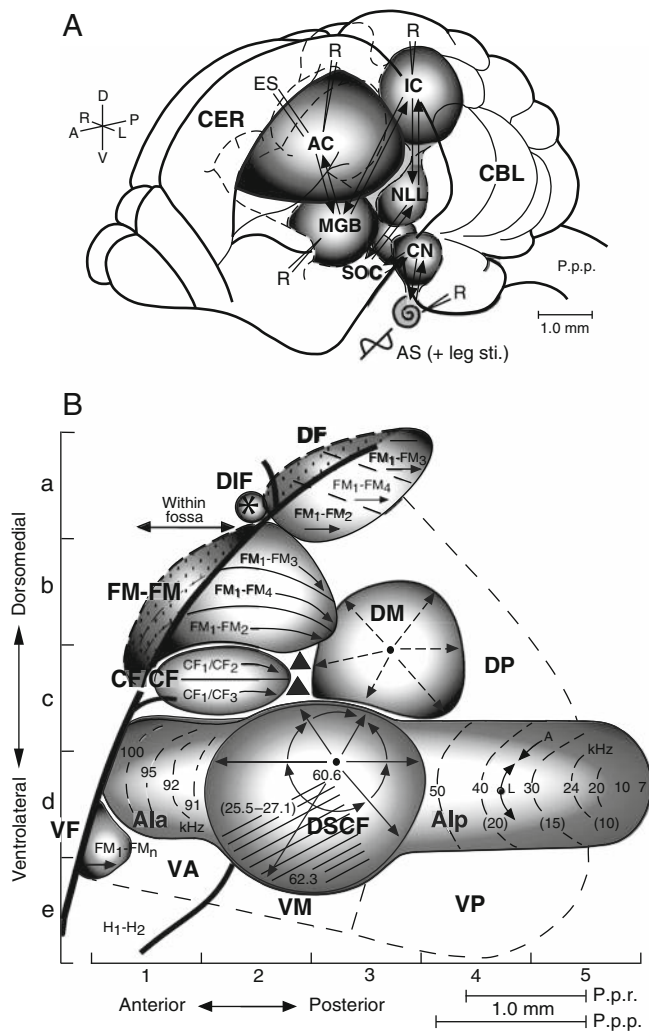 A
R
R
ES
IC
D
R P
A L
V
CER
AC
CBL
NLL
MGB
CN
SOC
P.p.p.
R
R
1.0 mm
AS (+ leg sti.)
B
DF
a
FM1-FM3
DIF
FM1-FM4
*
Within
fossa
FM1-FM2
Dorsomedial
b
FM1-FM3
FM-FM
FM1-FM4
DM
FM1-FM2
DP
CF1/CF2
CF/CF
c
CF1/CF3
100
A
kHz
95
60.6
92
50
40
L
30
24
20
10
7
d
91
(25.5–27.1)
AIa
DSCF
AIp
VF
kHz
(20)
(15)
(10)
Ventrolateral
FM1-FMn
VA
62.3
VM
VP
e
H1-H2
1 2 3 4 5
P.p.r.
Anterior Posterior
1.0 mm
P.p.p.